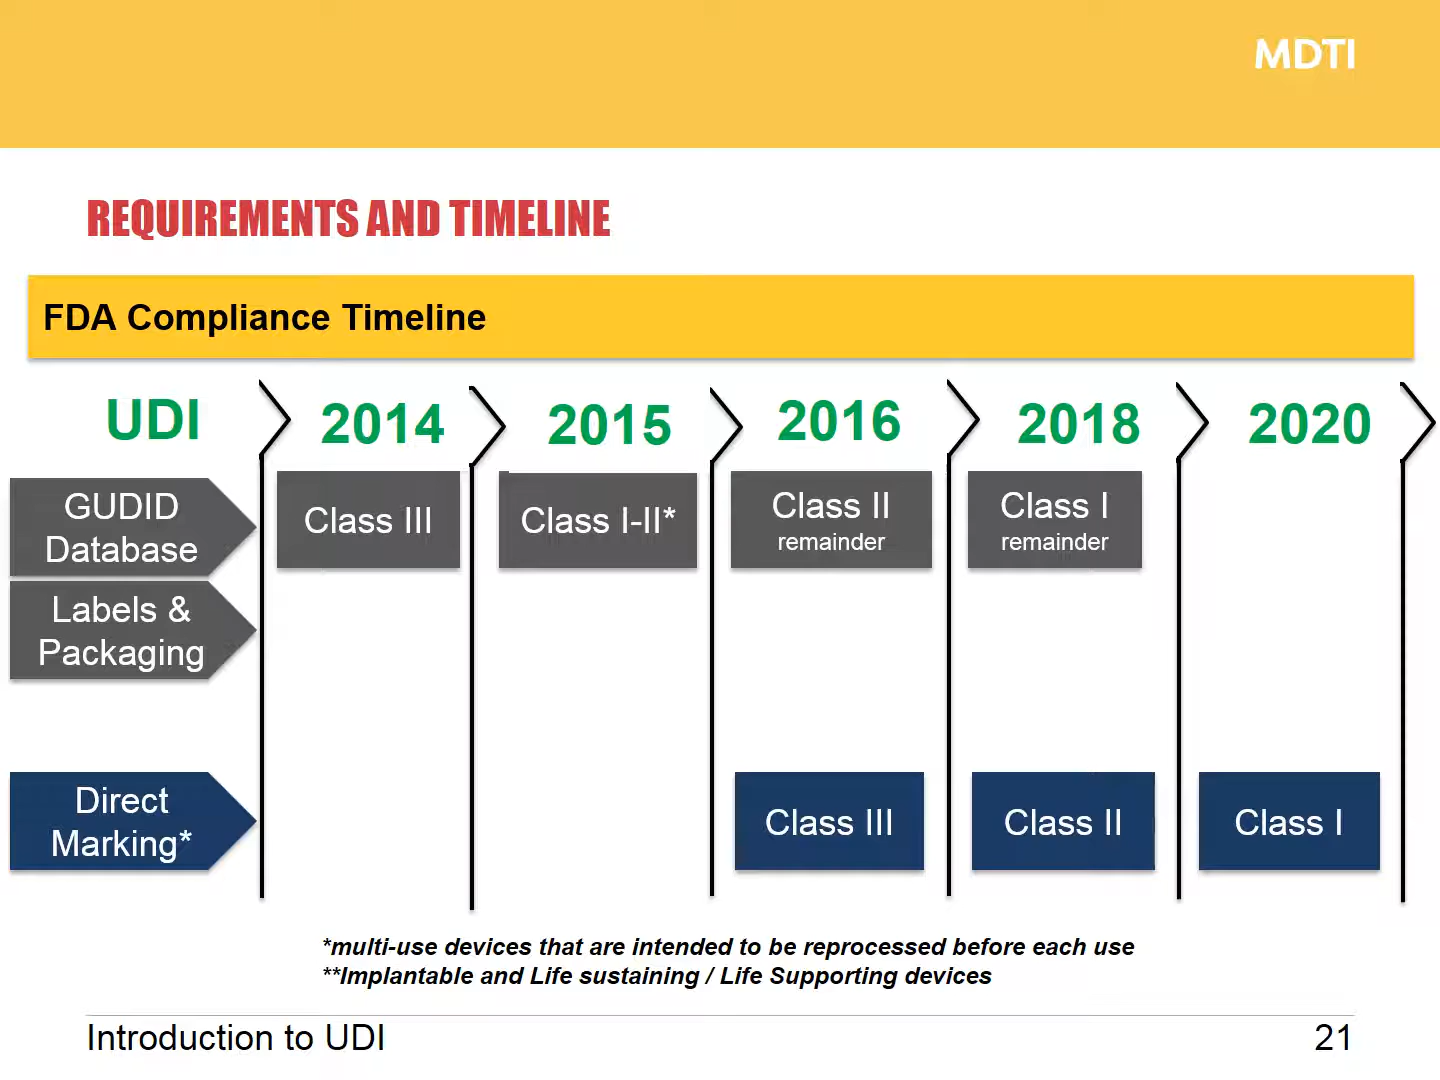 MDTI
REQUIREMENTS AND TIMELINE
FDA Compliance Timeline
UDI
2014
2015
2016
2018
2020
GUDID
Database
Class III
Class I-II*
Class II
remainder
Class I
remainder
Labels &
Packaging
Direct
Marking*
Class III
Class II
Class I
*multi-use devices that are intended to be reprocessed before each use
**Implantable and Life sustaining / Life Supporting devices
Introduction to UDI
21